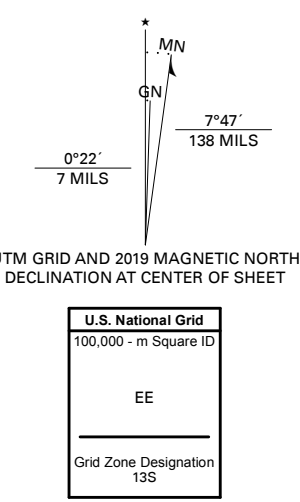 ★
MN
GN
7°47´
138 MILS
0°22´
7 MILS
UTM GRID AND 2019 MAGNETIC NORTH
DECLINATION AT CENTER OF SHEET
U.S. National Grid
100,000 - m Square ID
EE
Grid Zone Designation
13S